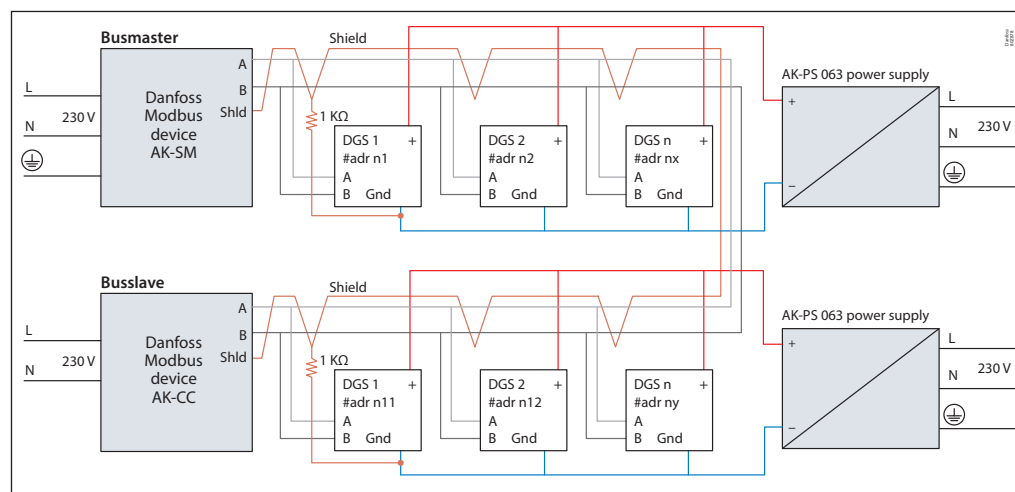 Busmaster
Shield
L
N
230 V
Danfoss
Modbus
device
AK-SM
A
B
Shld
1 KΩ
DGS 1
+
#adr n1
A
B Gnd
DGS 2
+
#adr n2
A
B Gnd
DGS n
+
#adr nx
A
B Gnd
AK-PS 063 power supply
+
−
L
N
230 V
Danfoss
Busslave
Shield
L
N
230 V
Danfoss
Modbus
device
AK-CC
A
B
Shld
1 KΩ
DGS 1
+
#adr n11
A
B Gnd
DGS 2
+
#adr n12
A
B Gnd
DGS n
+
#adr ny
A
B Gnd
AK-PS 063 power supply
+
−
L
N
230 V